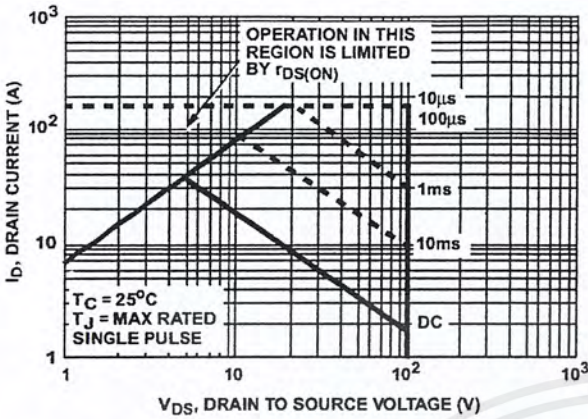 10³
OPERATION IN THIS
REGION IS LIMITED
BY rDS(ON)
10µs
100µs
10²
1ms
10
10ms
TC = 25°C
TJ = MAX RATED
SINGLE PULSE
DC
1
1
10
10²
10³
ID, DRAIN CURRENT (A)
VDS, DRAIN TO SOURCE VOLTAGE (V)